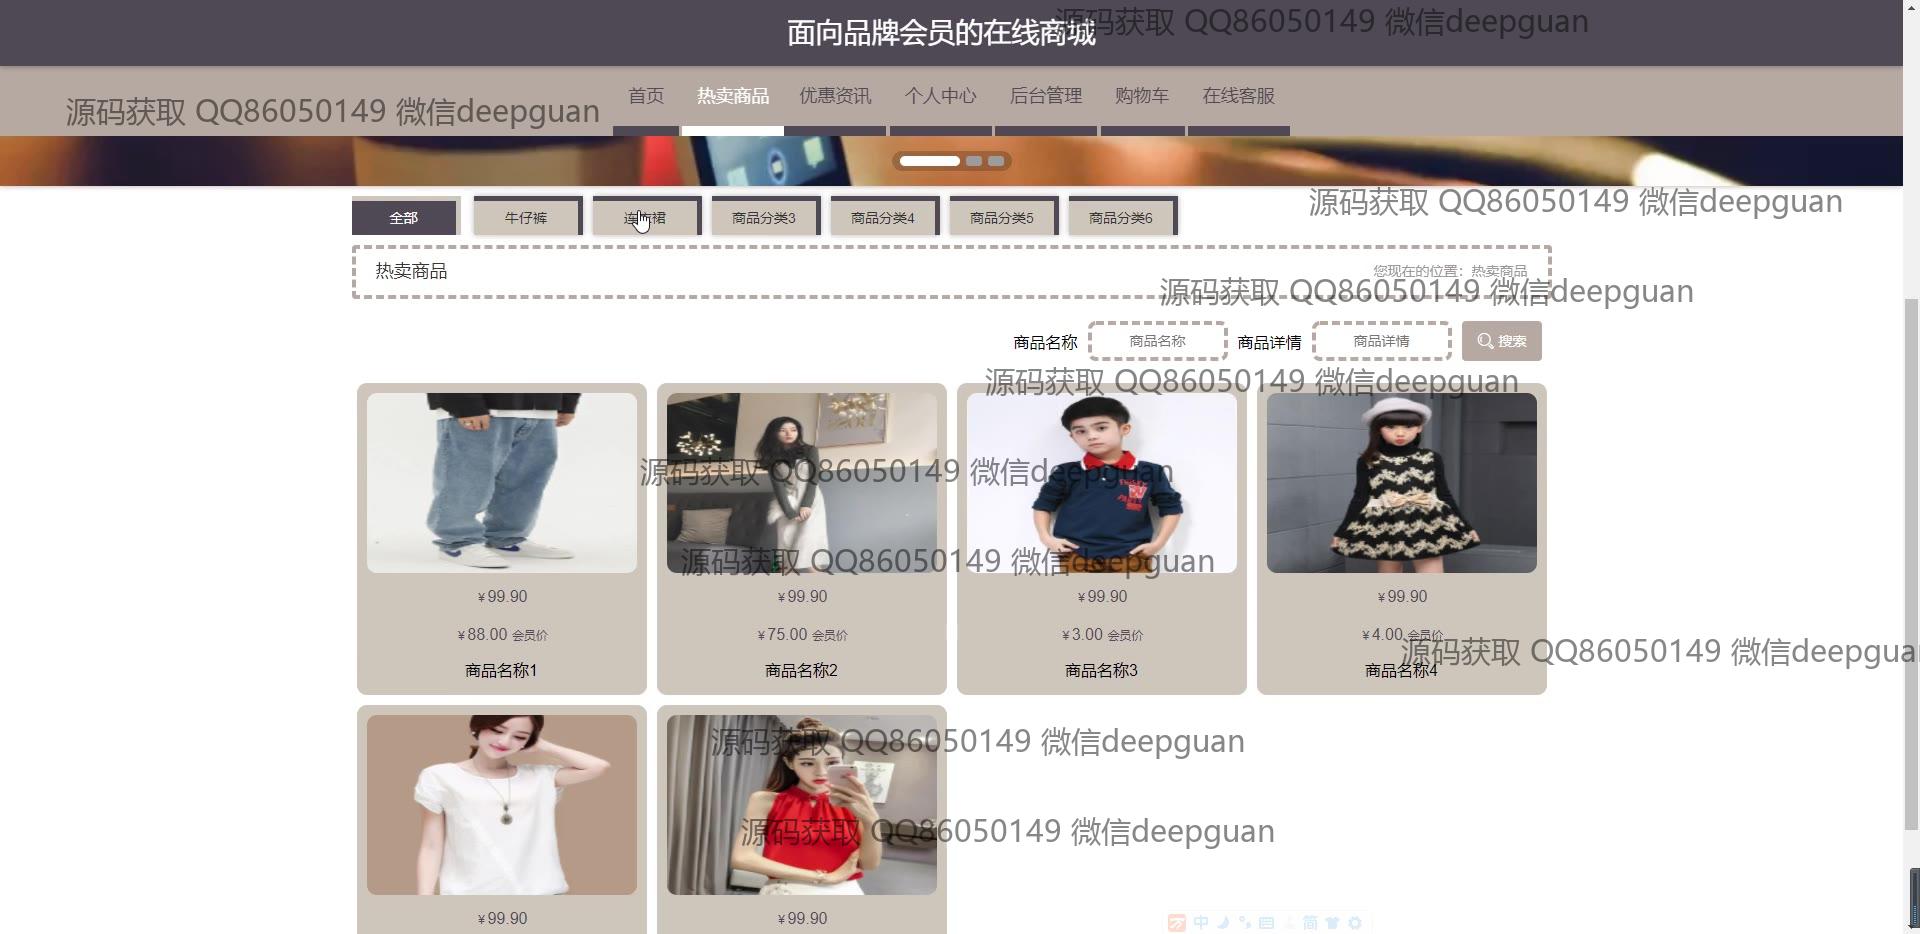 面向品牌会员的在线商城
源码获取 QQ86050149 微信deepguan
源码获取 QQ86050149 微信deepguan
首页 热卖商品 优惠资讯 个人中心 后台管理 购物车 在线客服
源码获取 QQ86050149 微信deepguan
全部 牛仔裤 连衣裙 商品分类3 商品分类4 商品分类5 商品分类6
热卖商品 您现在的位置：热卖商品
源码获取 QQ86050149 微信deepguan
商品名称 商品名称 商品详情 商品详情 搜索
源码获取 QQ86050149 微信deepguan
源码获取 QQ86050149 微信deepguan
源码获取 QQ86050149 微信deepguan
¥99.90 ¥99.90 ¥99.90 ¥99.90
¥88.00 会员价 ¥75.00 会员价 ¥3.00 会员价 ¥4.00 会员价
源码获取 QQ86050149 微信deepgua
商品名称1 商品名称2 商品名称3 商品名称4
源码获取 QQ86050149 微信deepguan
源码获取 QQ86050149 微信deepguan
¥99.90 ¥99.90
中 简